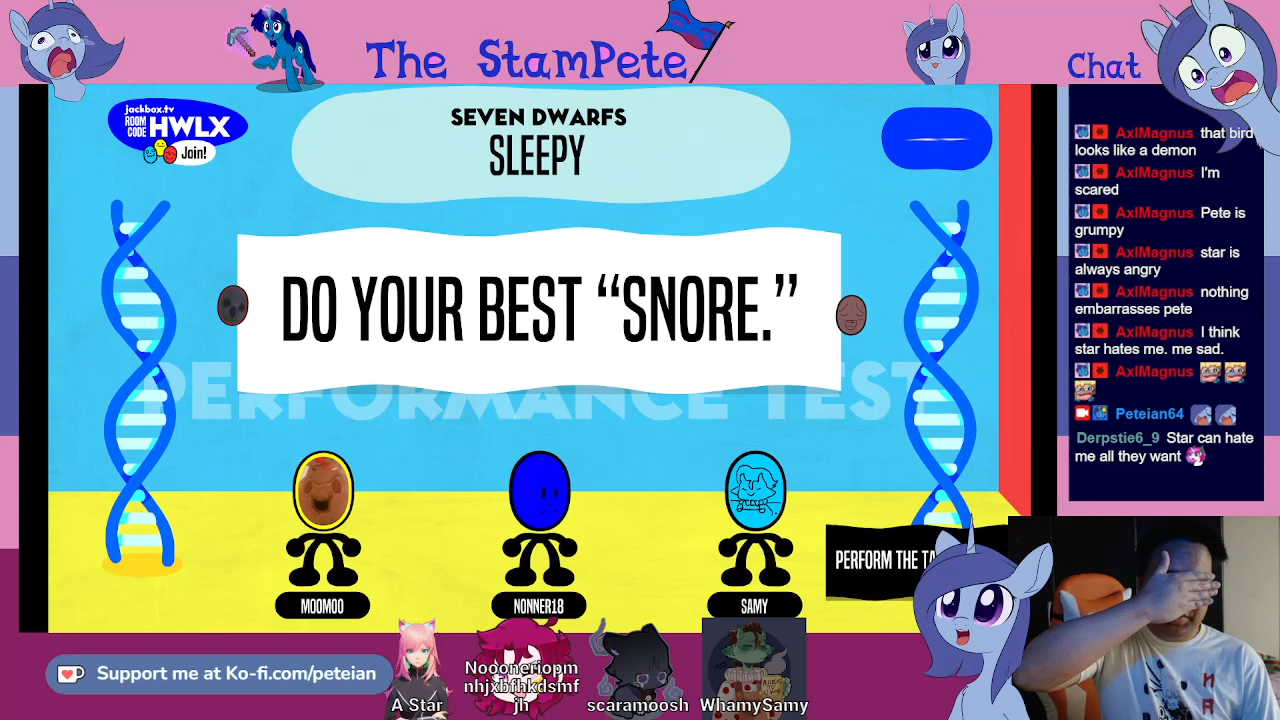 The StamPete
Chat
jackbox.tv
ROOM CODE HWLX
Join!
SEVEN DWARFS
SLEEPY
DO YOUR BEST “SNORE.”
PERFORMANCE TEST
MOOMOO
NONNER18
SAMY
PERFORM THE TA
AxlMagnus that bird
looks like a demon
AxlMagnus I'm
scared
AxlMagnus Pete is
grumpy
AxlMagnus star is
always angry
AxlMagnus nothing
embarrasses pete
AxlMagnus I think
star hates me. me sad.
AxlMagnus
Peteian64
Derpstie6_9 Star can hate
me all they want
Support me at Ko-fi.com/peteian
A Star
Noooneriopm
nhjxbfhkdsmf
jh
scaramoosh
WhamySamy